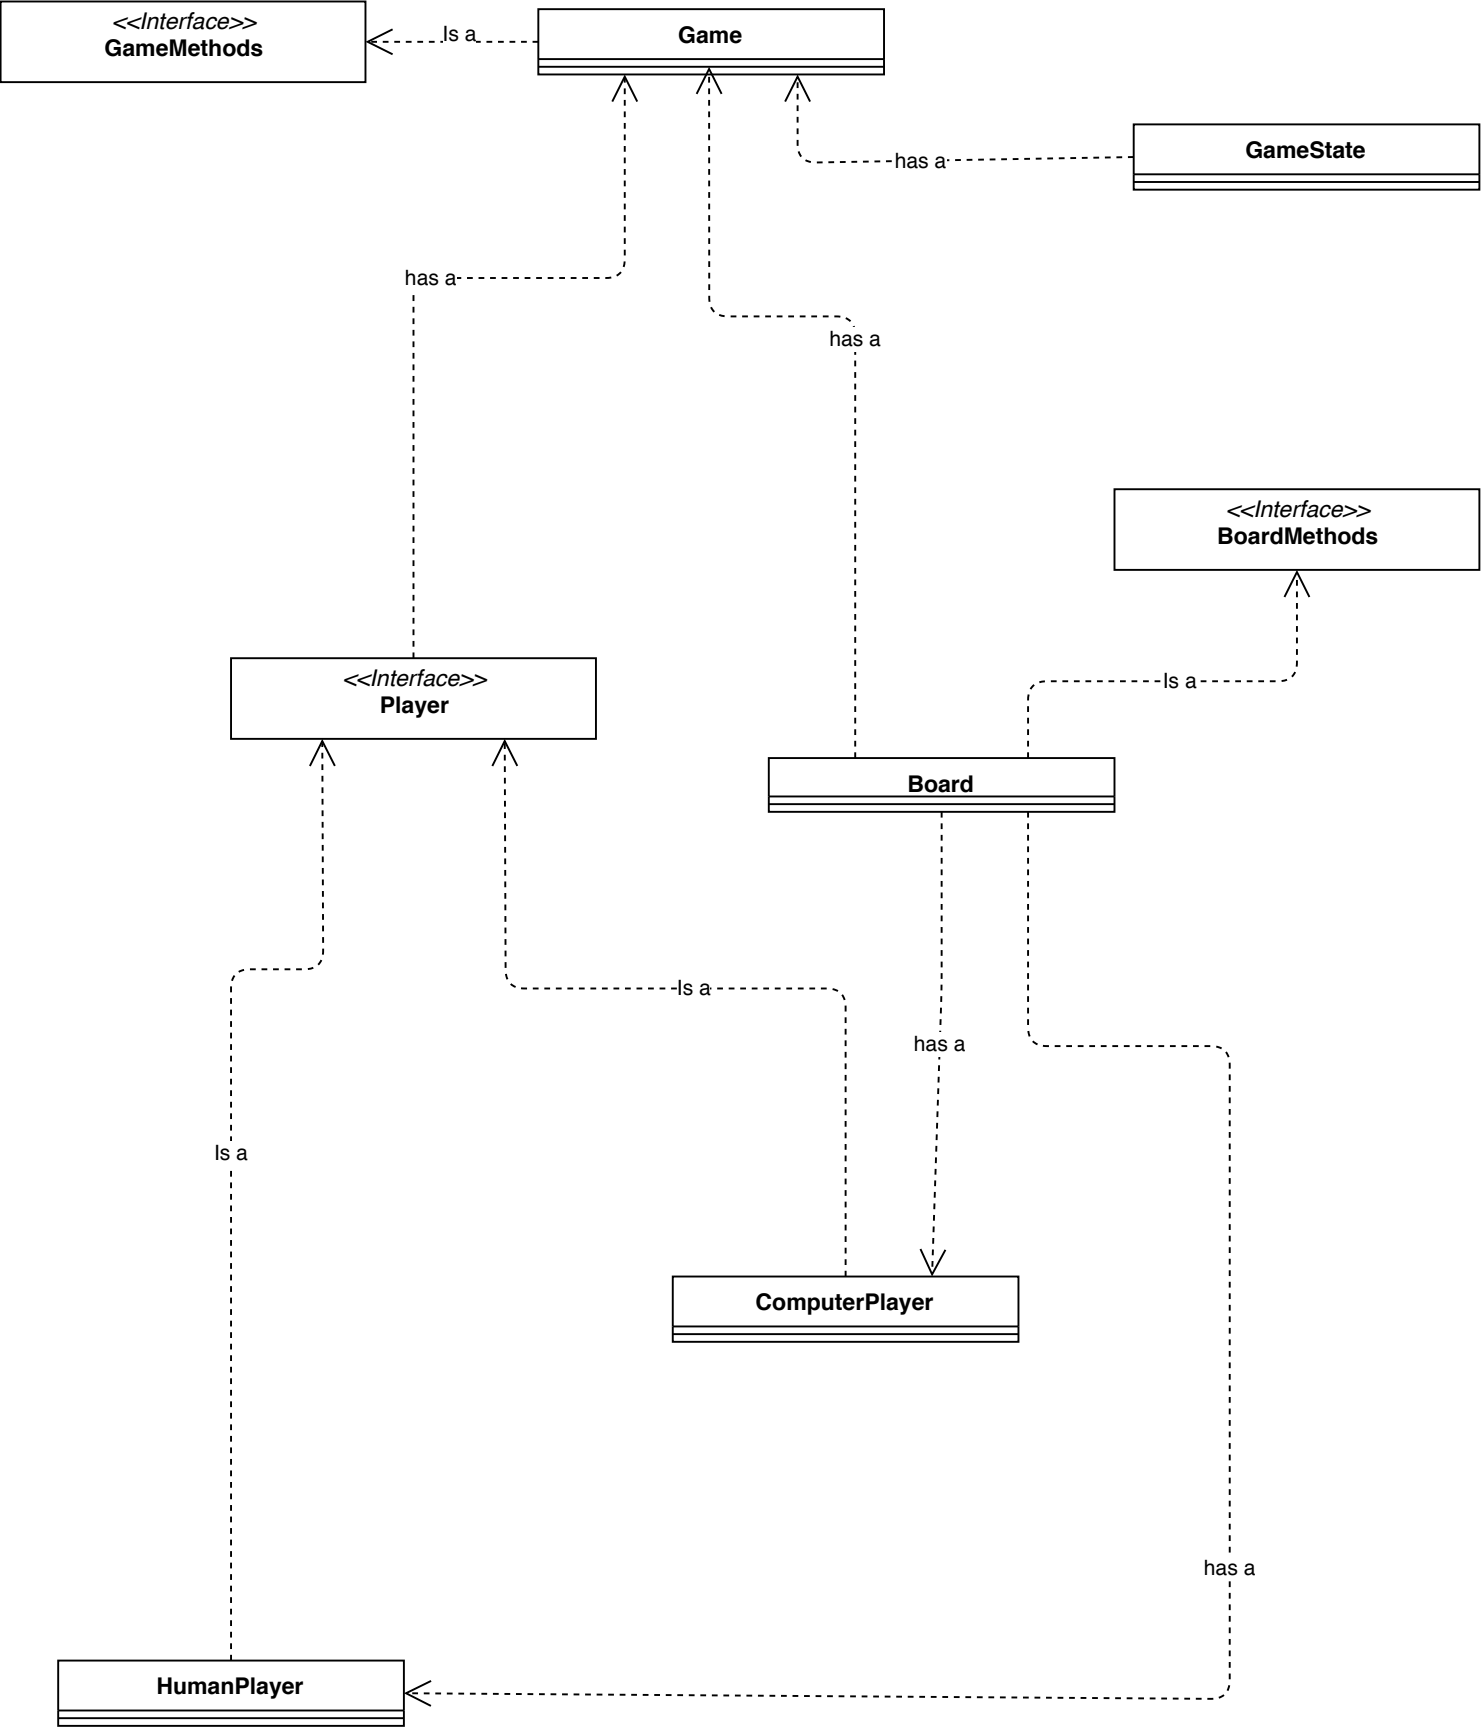 <<Interface>>
GameMethods
Is a
Game
GameState
has a
has a
has a
<<Interface>>
BoardMethods
<<Interface>>
Player
Is a
Board
Is a
has a
Is a
ComputerPlayer
has a
HumanPlayer